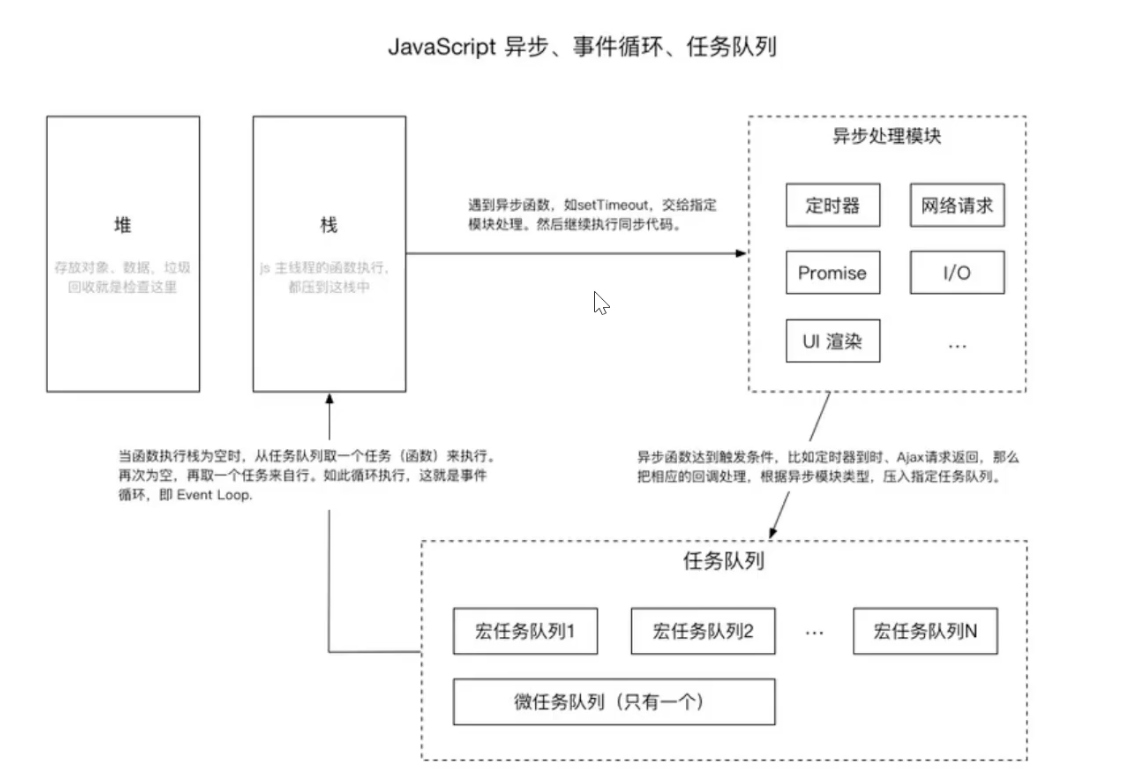 JavaScript 异步、事件循环、任务队列
堆
存放对象、数据，垃圾
回收就是检查这里
栈
js 主线程的函数执行，
都压到这栈中
遇到异步函数，如setTimeout，交给指定
模块处理。然后继续执行同步代码。
异步处理模块
定时器
网络请求
Promise
I/O
UI 渲染
...
当函数执行栈为空时，从任务队列取一个任务（函数）来执行。
再次为空，再取一个任务来自行。如此循环执行，这就是事件
循环，即 Event Loop.
异步函数达到触发条件，比如定时器到时、Ajax请求返回，那么
把相应的回调处理，根据异步模块类型，压入指定任务队列。
任务队列
宏任务队列1
宏任务队列2
...
宏任务队列N
微任务队列（只有一个）